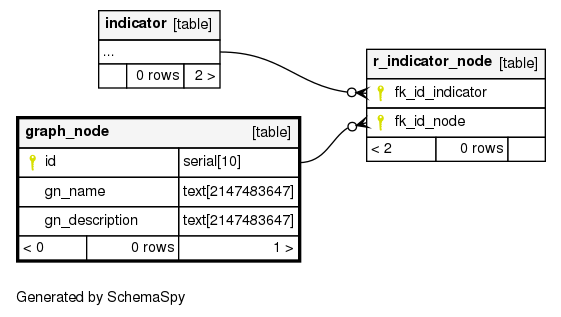 indicator [table]
...
0 rows 2 >
r_indicator_node [table]
fk_id_indicator
fk_id_node
< 2 0 rows
graph_node [table]
id serial[10]
gn_name text[2147483647]
gn_description text[2147483647]
< 0 0 rows 1 >
Generated by SchemaSpy